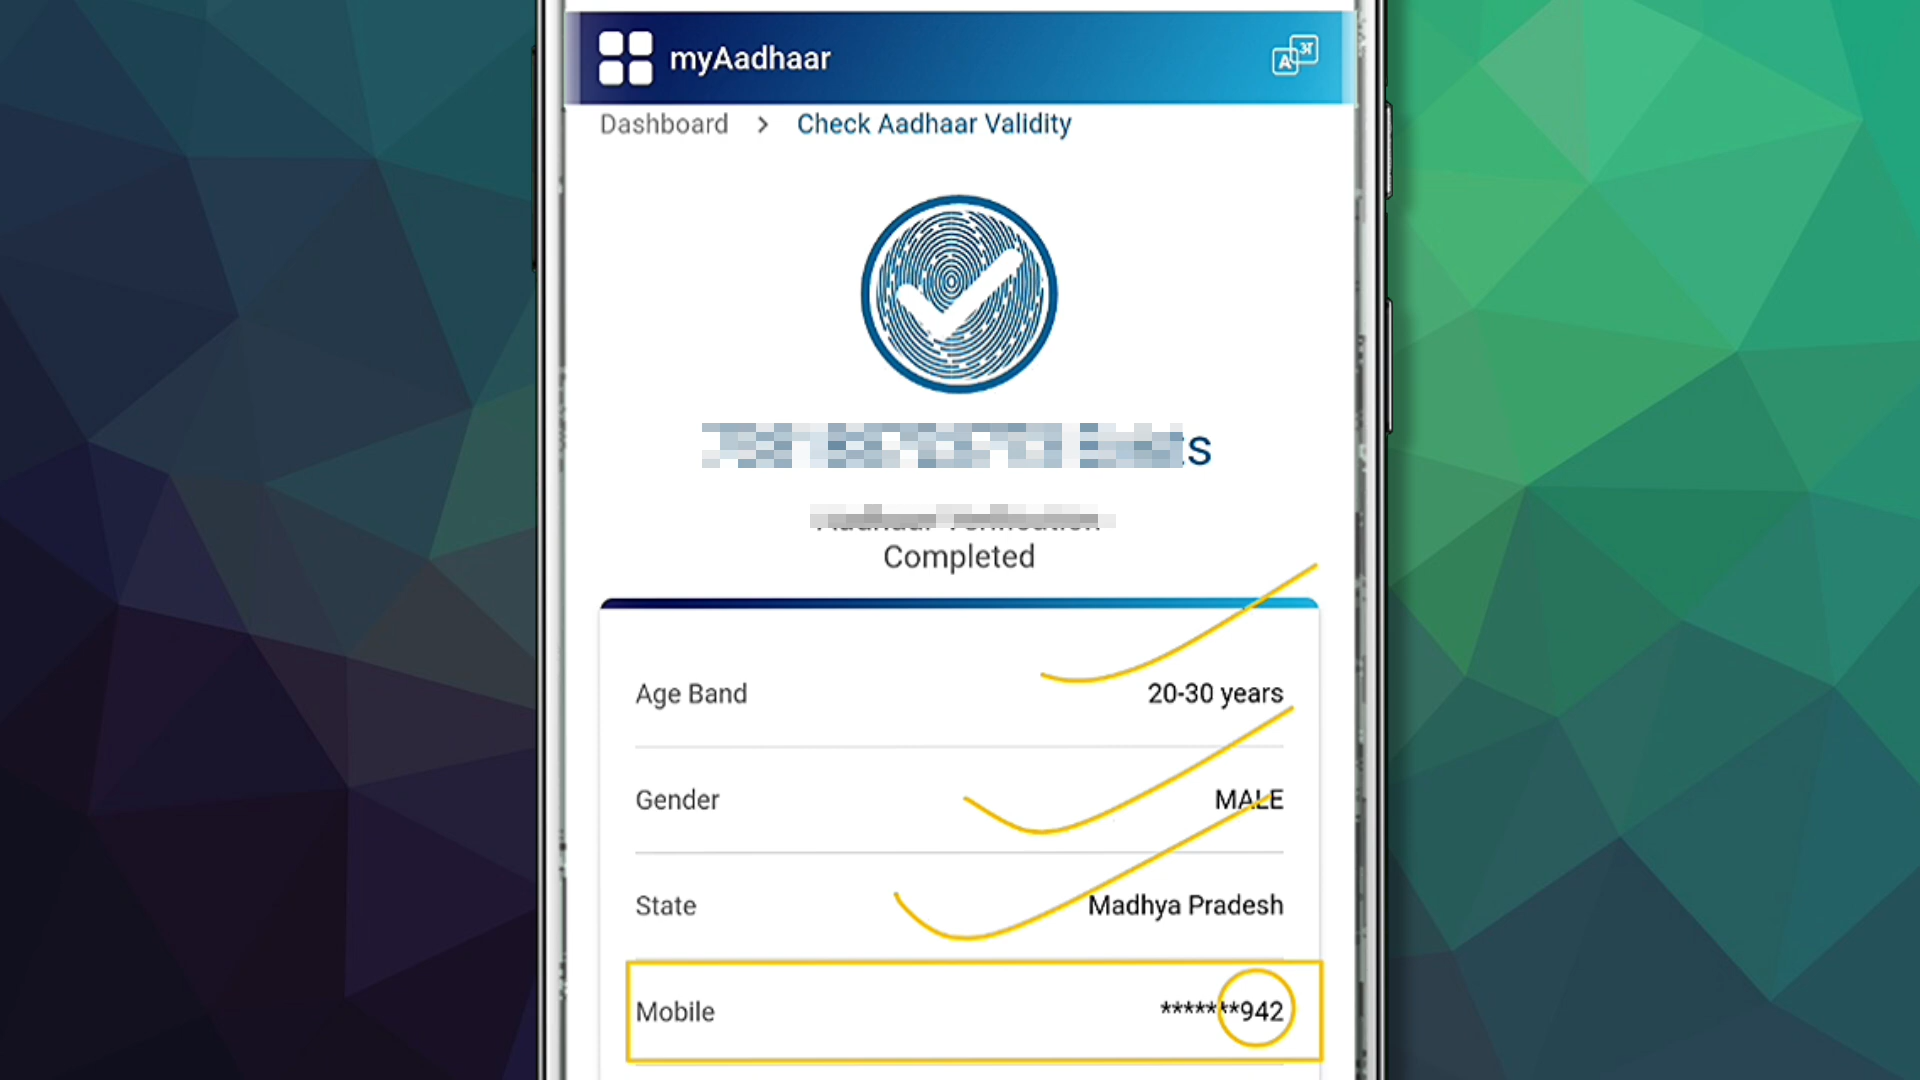 myAadhaar
A अ
Dashboard > Check Aadhaar Validity
Completed
Age Band 20-30 years
Gender MALE
State Madhya Pradesh
Mobile *******942